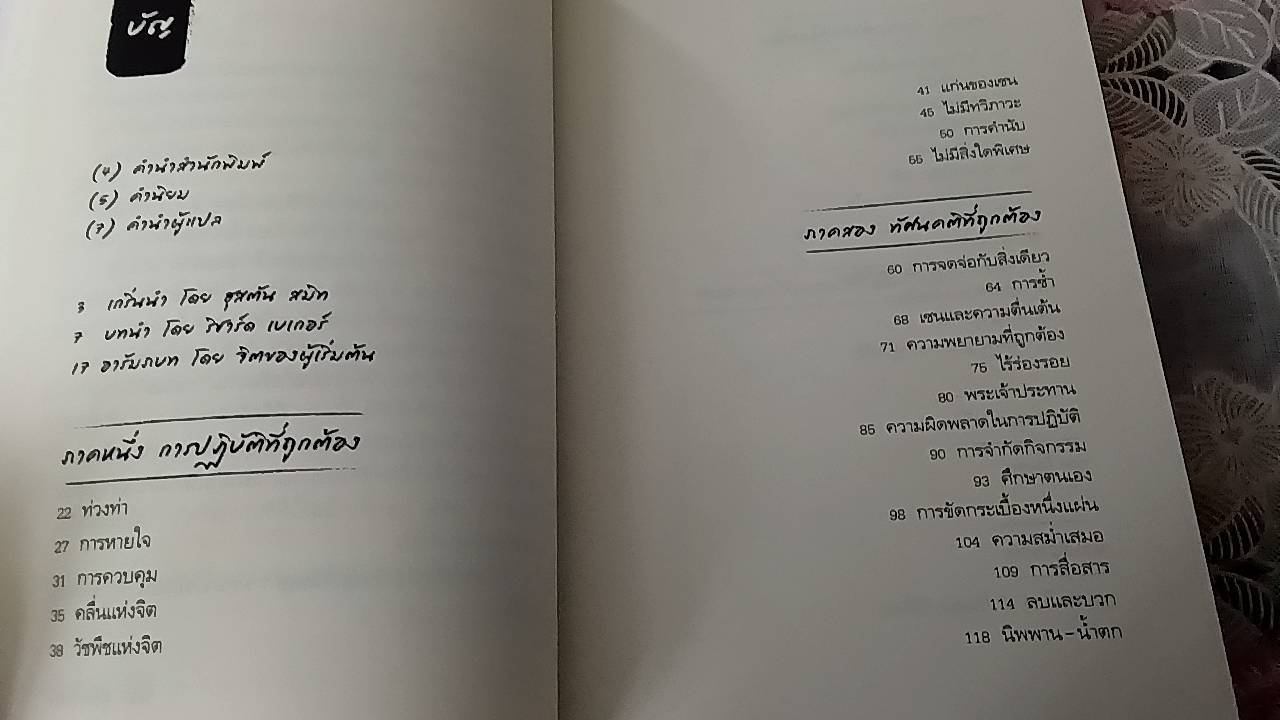 บัญ
(4) คำนำสำนักพิมพ์
(5) คำนิยม
(7) คำนำผู้แปล
3 เกริ่นนำ โดย ฮุสตัน สมิท
7 บทนำ โดย ริชาร์ด เบเกอร์
17 อารัมภบท โดย จิตของผู้เริ่มต้น
ภาคหนึ่ง การปฏิบัติที่ถูกต้อง
22 ท่วงท่า
27 การหายใจ
31 การควบคุม
35 คลื่นแห่งจิต
38 วัชพืชแห่งจิต
41 แก่นของเซน
45 ไม่มีทวิภาวะ
50 การคำนับ
55 ไม่มีสิ่งใดพิเศษ
ภาคสอง ทัศนคติที่ถูกต้อง
60 การจดจ่อกับสิ่งเดียว
64 การซ้ำ
68 เซนและความตื่นเต้น
71 ความพยายามที่ถูกต้อง
75 ไร้ร่องรอย
80 พระเจ้าประทาน
85 ความผิดพลาดในการปฏิบัติ
90 การจำกัดกิจกรรม
93 ศึกษาตนเอง
98 การขัดกระเบื้องหนึ่งแผ่น
104 ความสม่ำเสมอ
109 การสื่อสาร
114 ลบและบวก
118 นิพพาน-น้ำตก